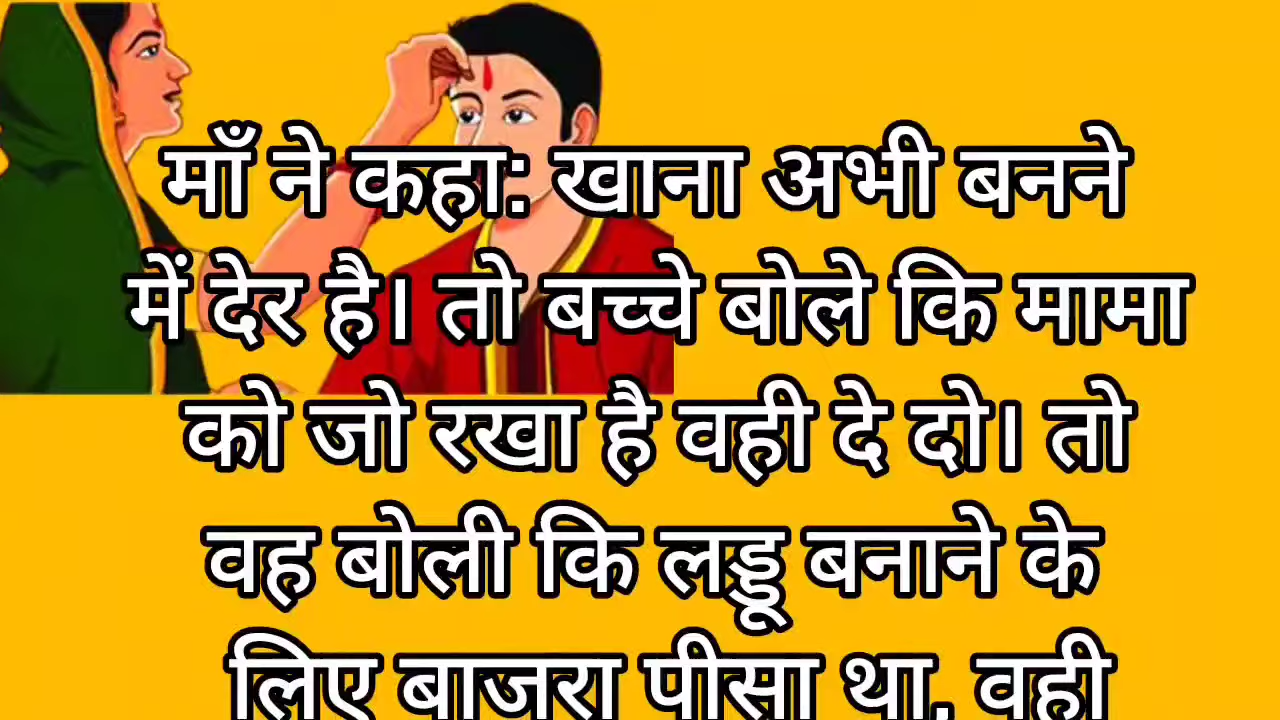 माँ ने कहा: खाना अभी बनने
में देर है। तो बच्चे बोले कि मामा
को जो रखा है वही दे दो। तो
वह बोली कि लड्डू बनाने के
लिए बाजरा पीसा था, वही